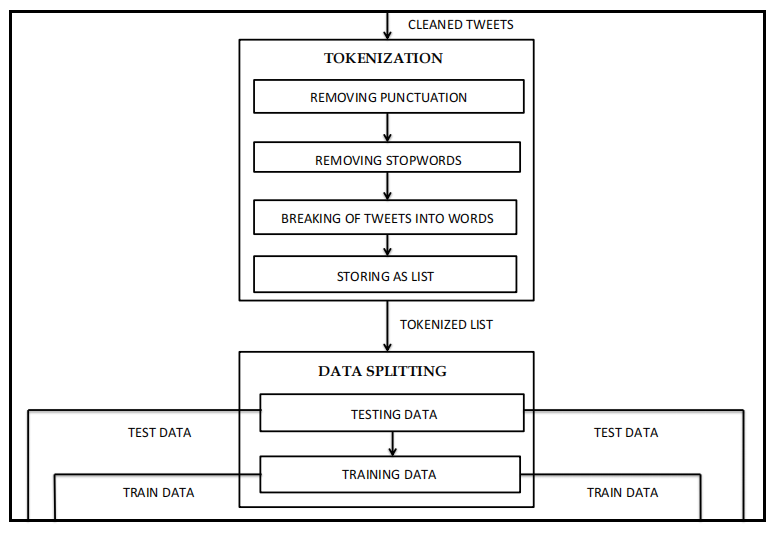 CLEANED TWEETS
TOKENIZATION
REMOVING PUNCTUATION
REMOVING STOPWORDS
BREAKING OF TWEETS INTO WORDS
STORING AS LIST
TOKENIZED LIST
DATA SPLITTING
TESTING DATA
TEST DATA
TEST DATA
TRAINING DATA
TRAIN DATA
TRAIN DATA